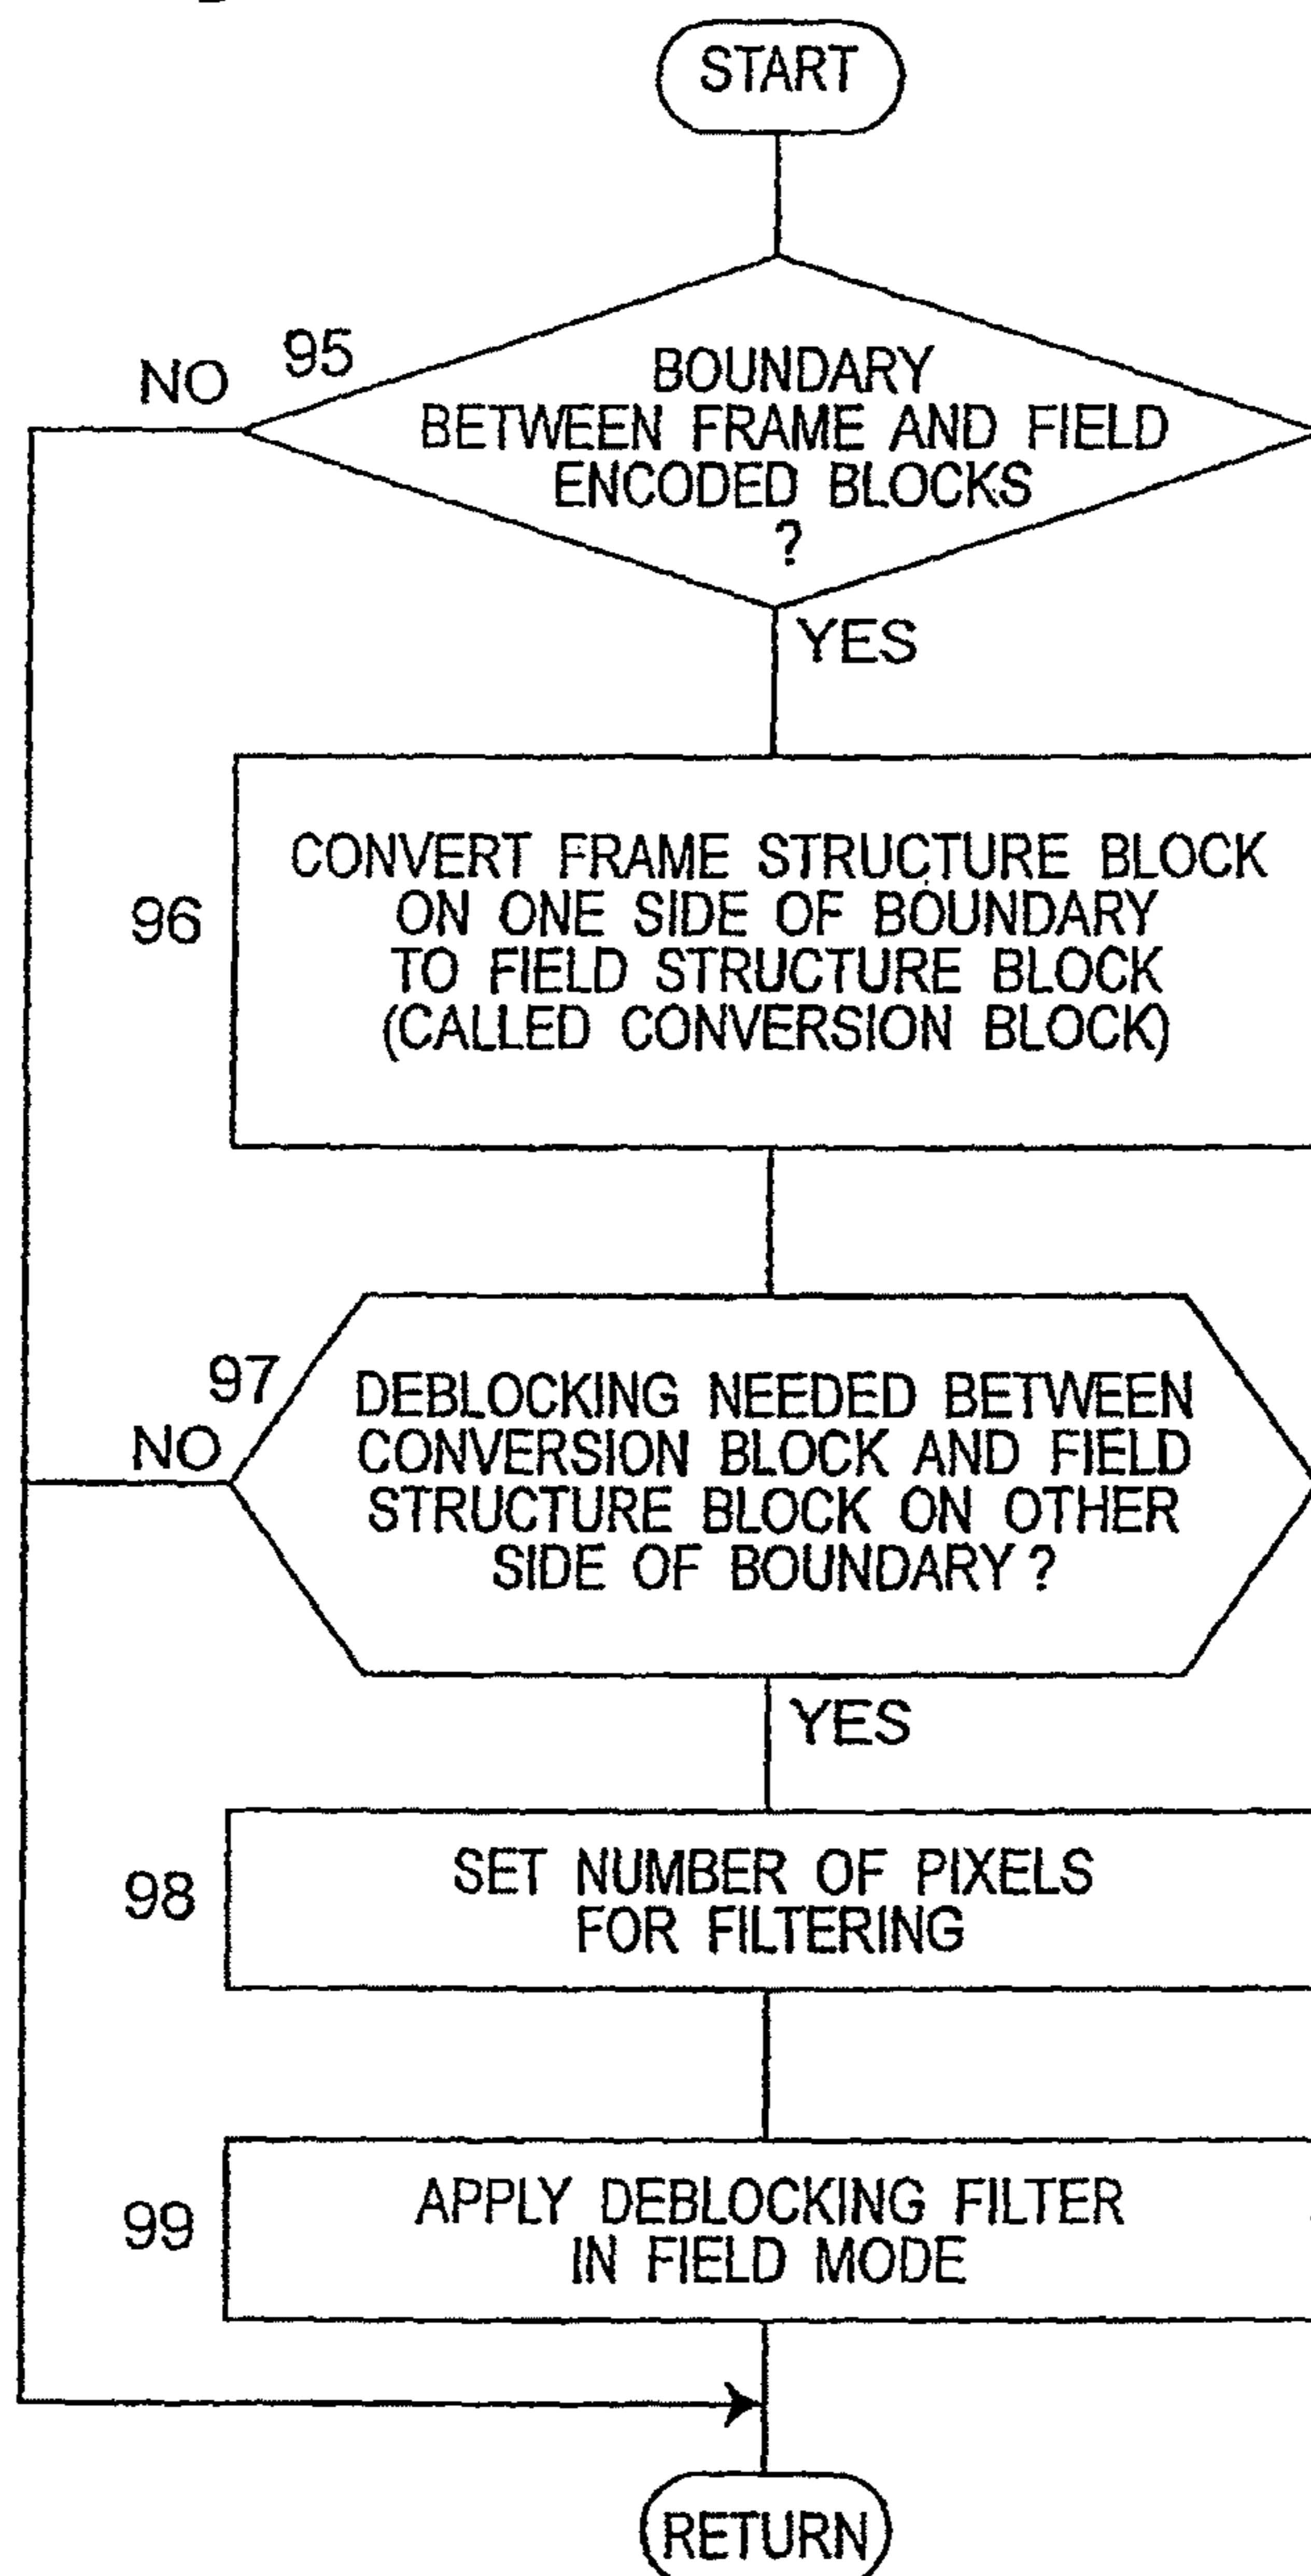 START
95
NO
BOUNDARY
BETWEEN FRAME AND FIELD
ENCODED BLOCKS
?
YES
96
CONVERT FRAME STRUCTURE BLOCK
ON ONE SIDE OF BOUNDARY
TO FIELD STRUCTURE BLOCK
(CALLED CONVERSION BLOCK)
97
NO
DEBLOCKING NEEDED BETWEEN
CONVERSION BLOCK AND FIELD
STRUCTURE BLOCK ON OTHER
SIDE OF BOUNDARY ?
YES
98
SET NUMBER OF PIXELS
FOR FILTERING
99
APPLY DEBLOCKING FILTER
IN FIELD MODE
RETURN